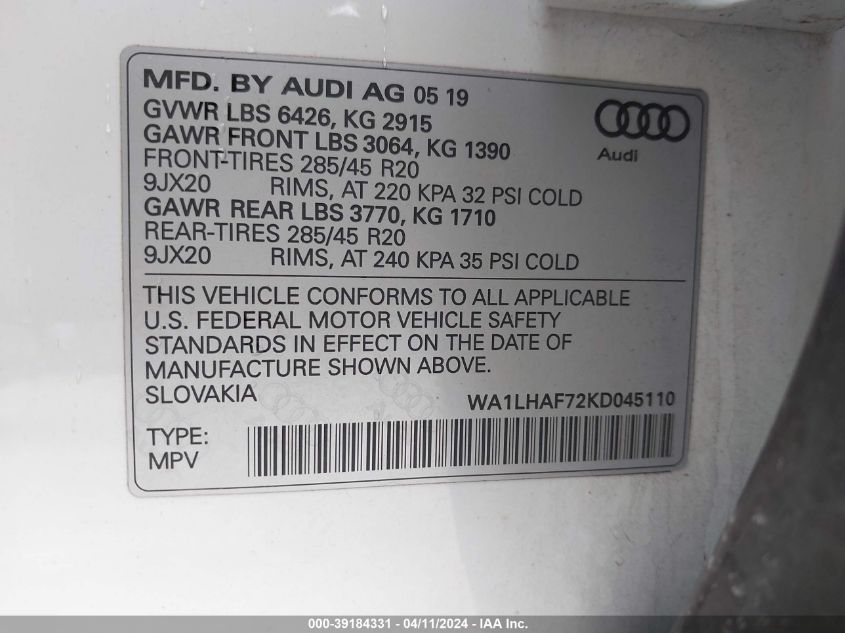 MFD. BY AUDI AG 05 19
GVWR LBS 6426, KG 2915
GAWR FRONT LBS 3064, KG 1390
FRONT-TIRES 285/45 R20
9JX20 RIMS, AT 220 KPA 32 PSI COLD
GAWR REAR LBS 3770, KG 1710
REAR-TIRES 285/45 R20
9JX20 RIMS, AT 240 KPA 35 PSI COLD
Audi
THIS VEHICLE CONFORMS TO ALL APPLICABLE
U.S. FEDERAL MOTOR VEHICLE SAFETY
STANDARDS IN EFFECT ON THE DATE OF
MANUFACTURE SHOWN ABOVE.
SLOVAKIA WA1LHAF72KD045110
TYPE:
MPV
000-39184331 - 04/11/2024 - IAA Inc.